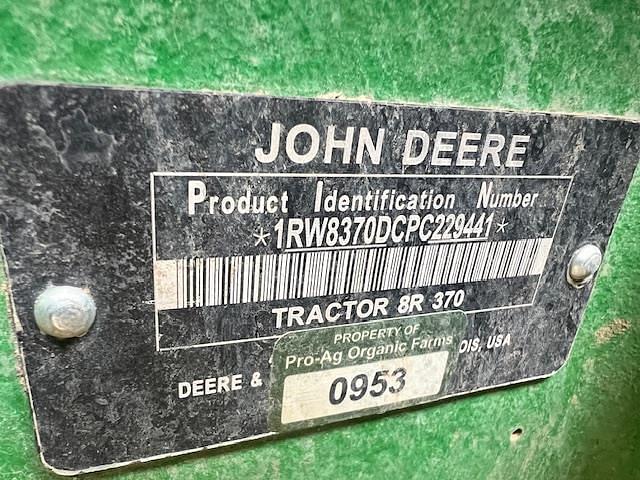 JOHN DEERE
Product Identification Number
*1RW8370DCPC229441*
TRACTOR 8R 370
PROPERTY OF
Pro-Ag Organic Farms
0953
DEERE &
OIS, USA